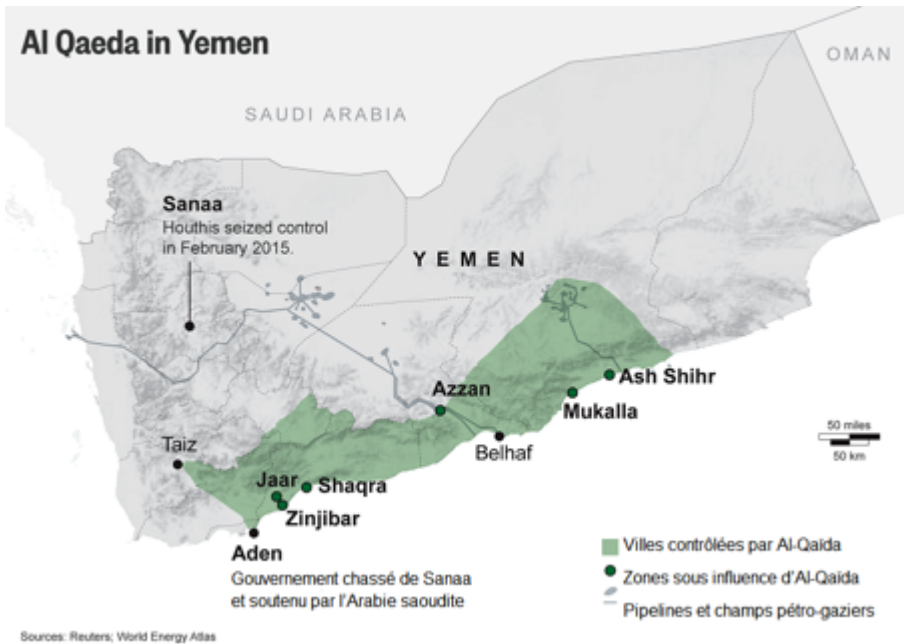 Al Qaeda in Yemen
OMAN
SAUDI ARABIA
Sanaa
Houthis seized control
in February 2015.
YEMEN
Azzan
Ash Shihr
Mukalla
Belhaf
50 miles
50 km
Taiz
Jaar
Shaqra
Zinjibar
Aden
Gouvernement chassé de Sanaa
et soutenu par l'Arabie saoudite
Villes contrôlées par Al-Qaïda
Zones sous influence d'Al-Qaïda
Pipelines et champs pétro-gaziers
Sources: Reuters; World Energy Atlas